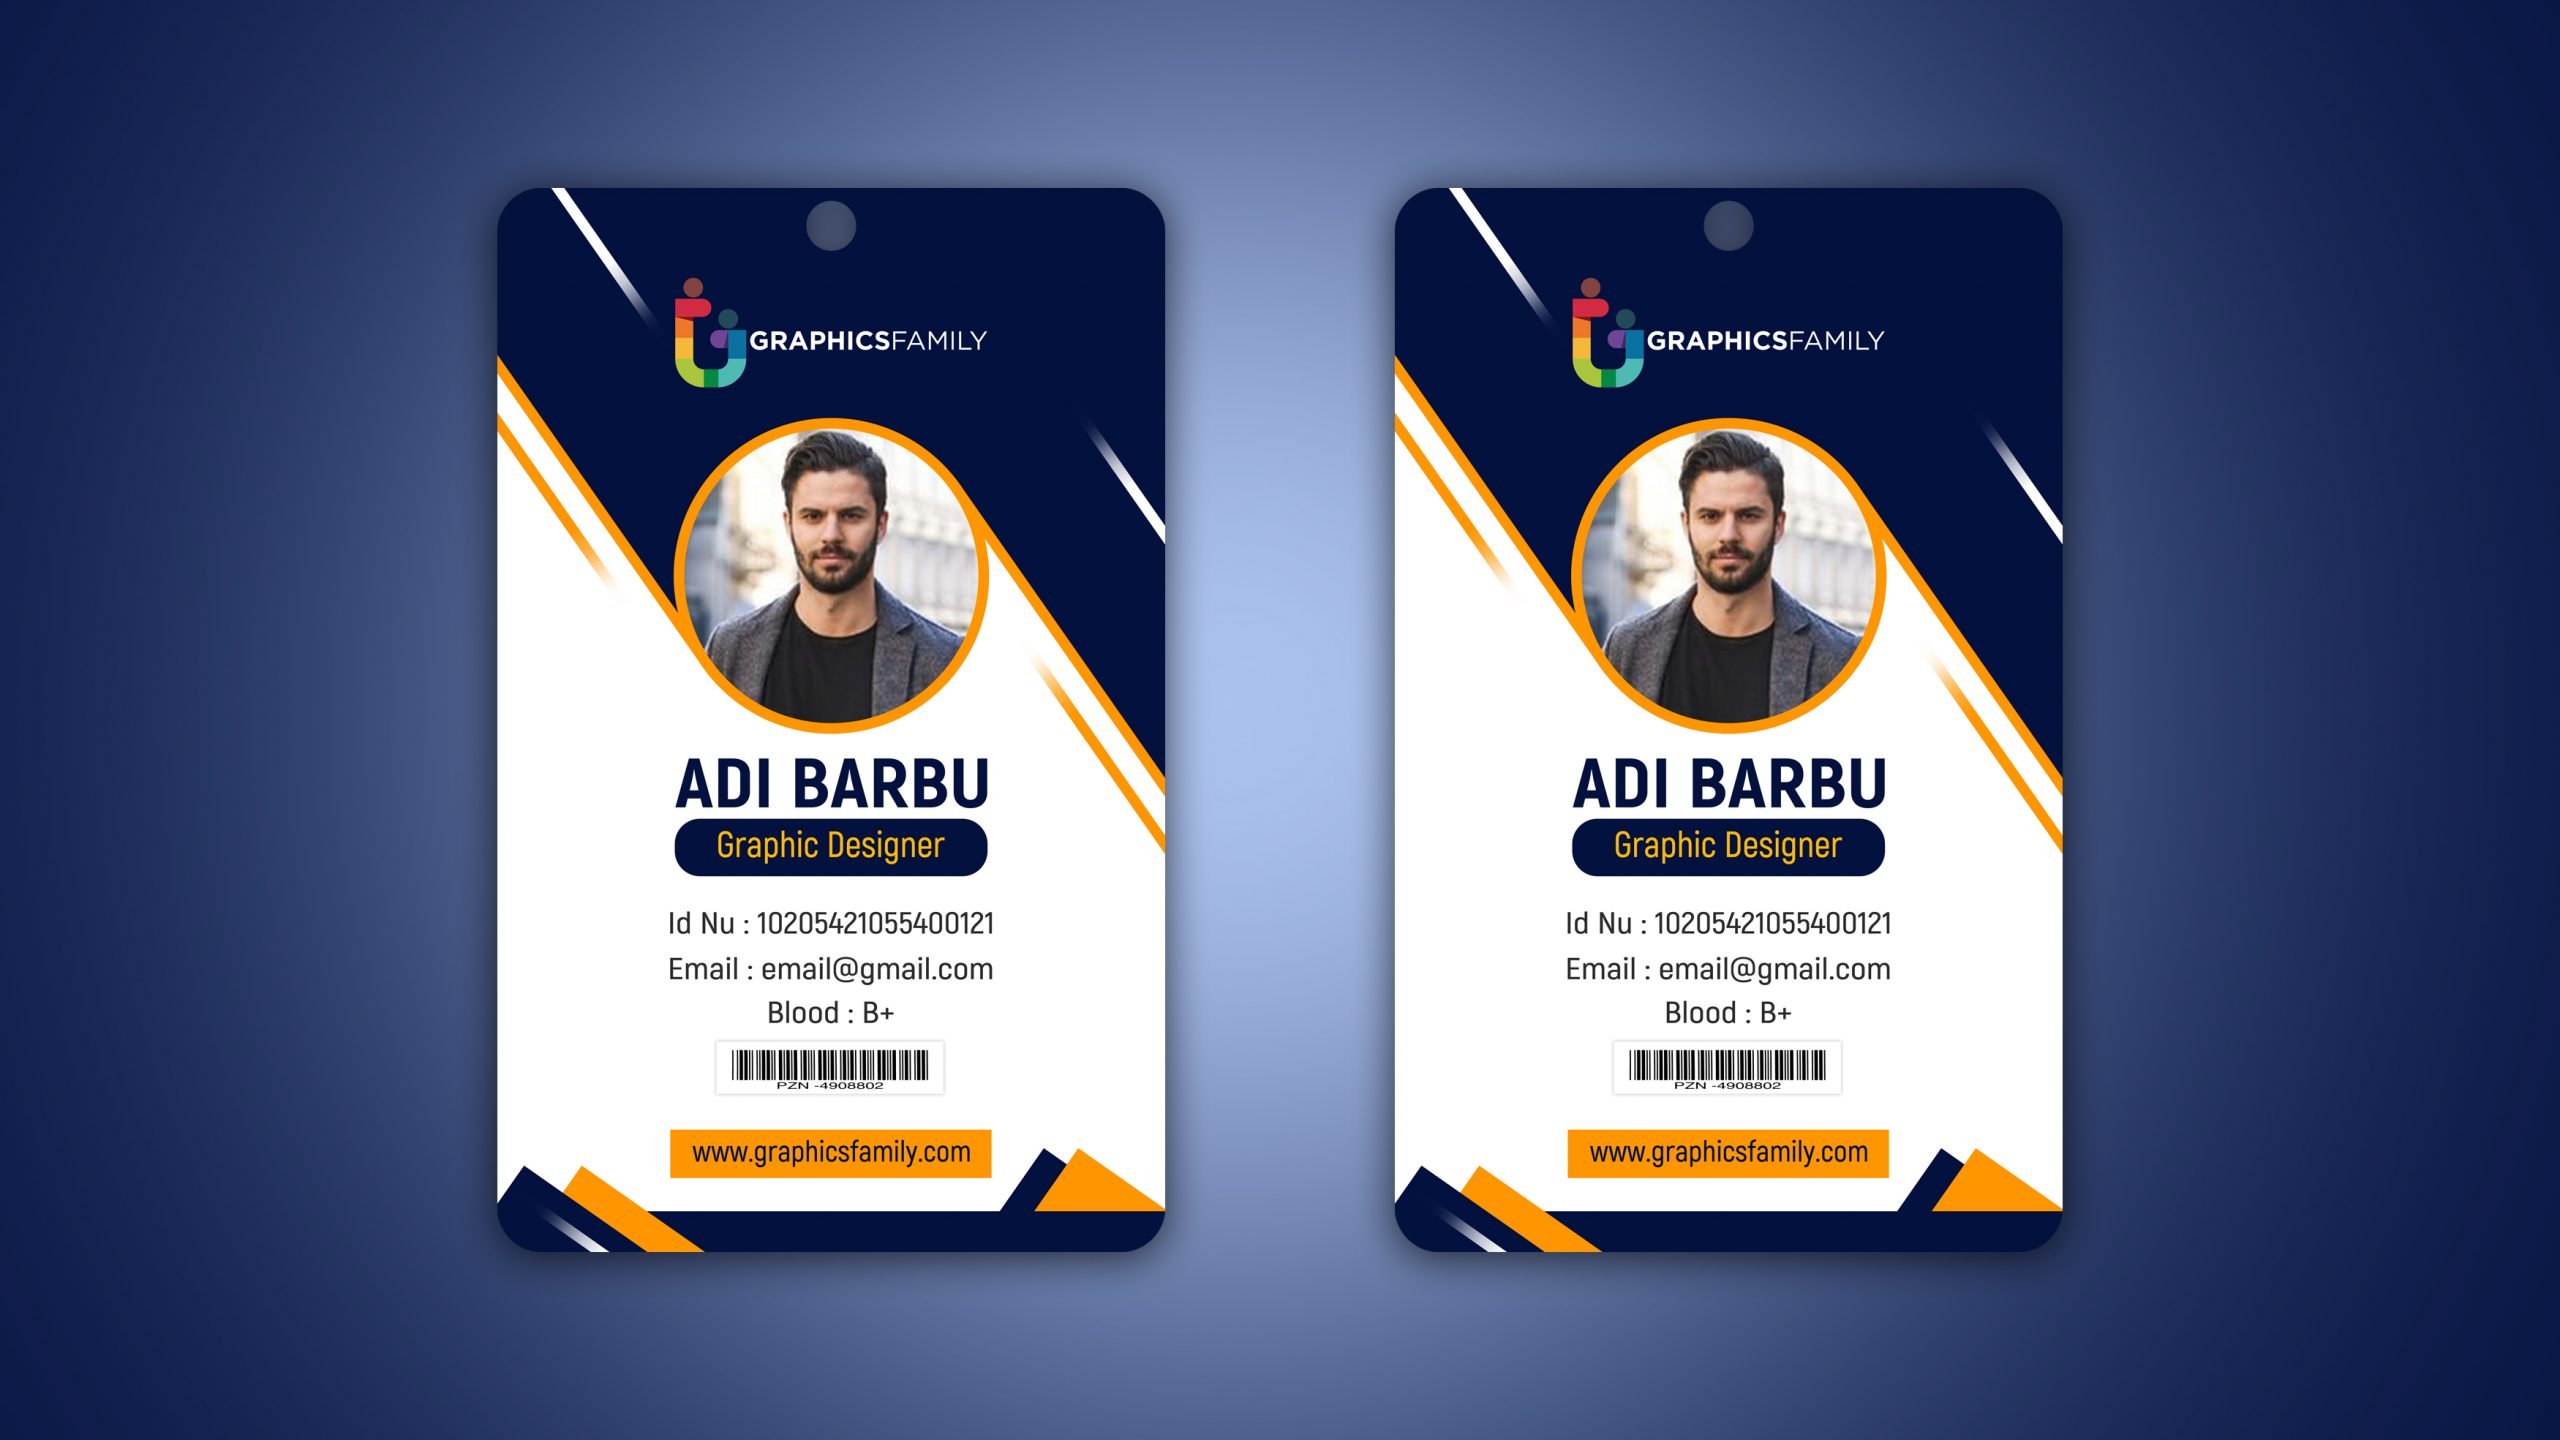 GRAPHICSFAMILY
ADI BARBU
Graphic Designer
Id Nu : 10205421055400121
Email : email@gmail.com
Blood : B+
PZN -4908802
www.graphicsfamily.com
GRAPHICSFAMILY
ADI BARBU
Graphic Designer
Id Nu : 10205421055400121
Email : email@gmail.com
Blood : B+
PZN -4908802
www.graphicsfamily.com